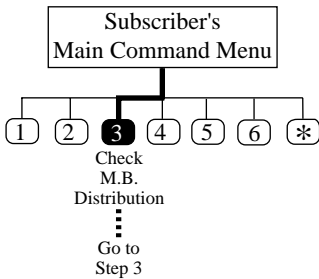 Subscriber's
Main Command Menu
1 2 3 4 5 6 *
Check
M.B.
Distribution
Go to
Step 3